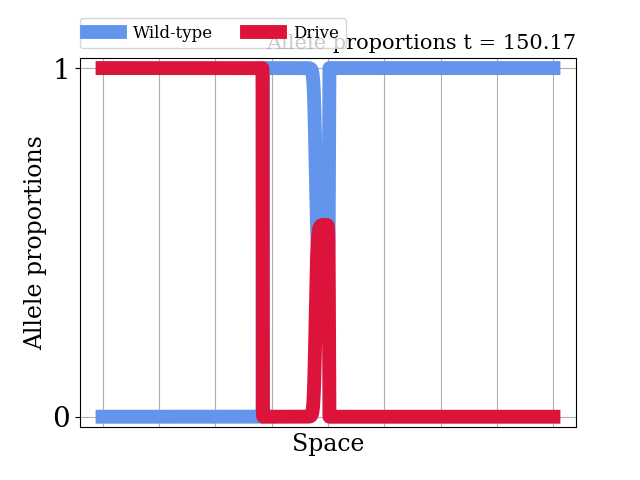 Wild-type Drive
Allele proportions t = 150.17
1
Allele proportions
0
Space